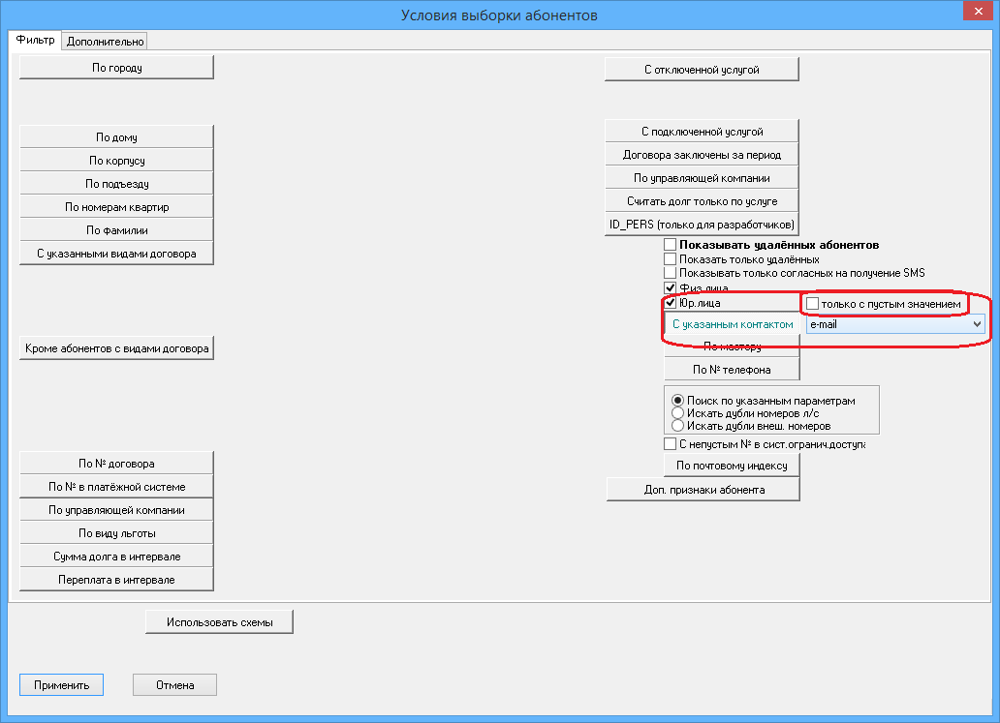 Условия выборки абонентов
Фильтр
Дополнительно
По городу
По дому
По корпусу
По подъезду
По номерам квартир
По фамилии
С указанными видами договора
Кроме абонентов с видами договора
По № договора
По № в платёжной системе
По управляющей компании
По виду льготы
Сумма долга в интервале
Переплата в интервале
С отключенной услугой
С подключенной услугой
Договора заключены за период
По управляющей компании
Считать долг только по услуге
ID_PERS (только для разработчиков)
Показывать удалённых абонентов
Показать только удалённых
Показывать только согласных на получение SMS
Физ.лица
Юр.лица
только с пустым значением
С указанным контактом
e-mail
По мастеру
По № телефона
Поиск по указанным параметрам
Искать дубли номеров л/с
Искать дубли внеш. номеров
С непустым № в сист.огранич.доступа
По почтовому индексу
Доп. признаки абонента
Использовать схемы
Применить
Отмена